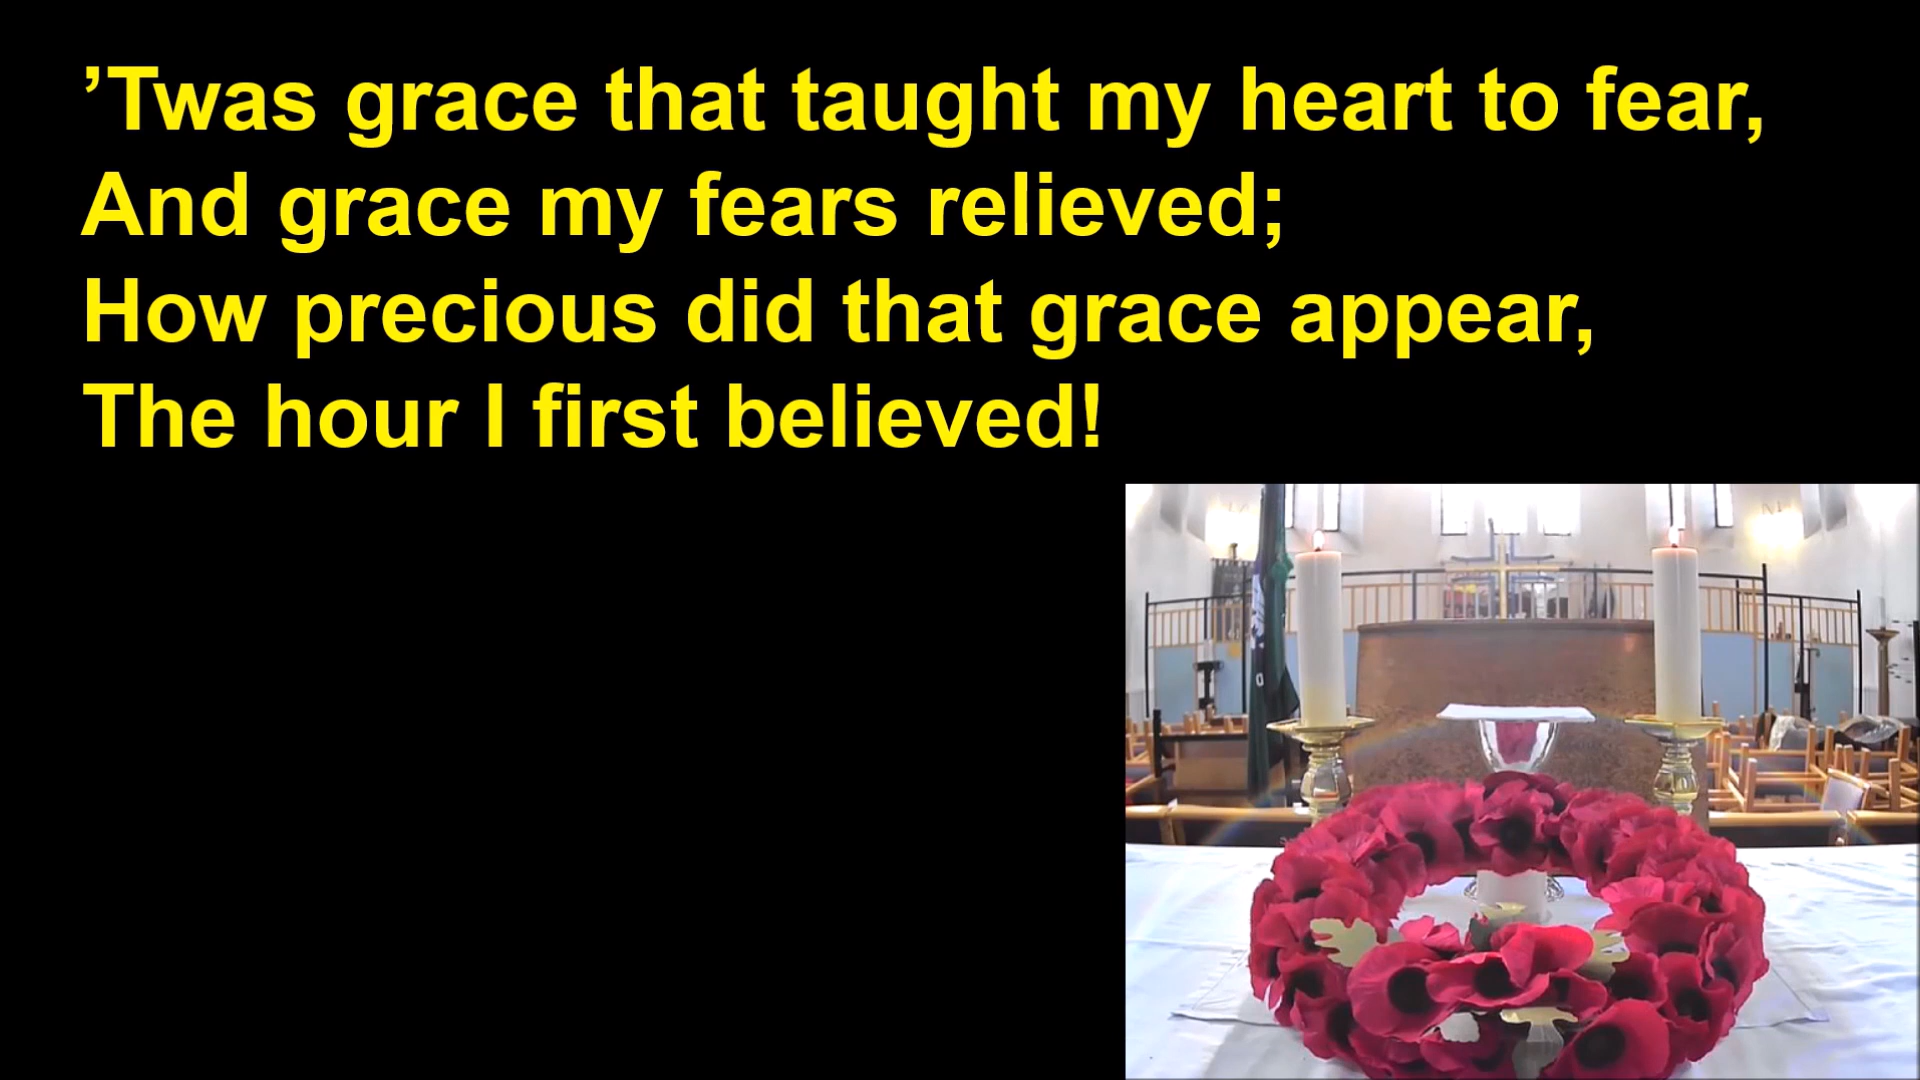 ’Twas grace that taught my heart to fear,
And grace my fears relieved;
How precious did that grace appear,
The hour I first believed!